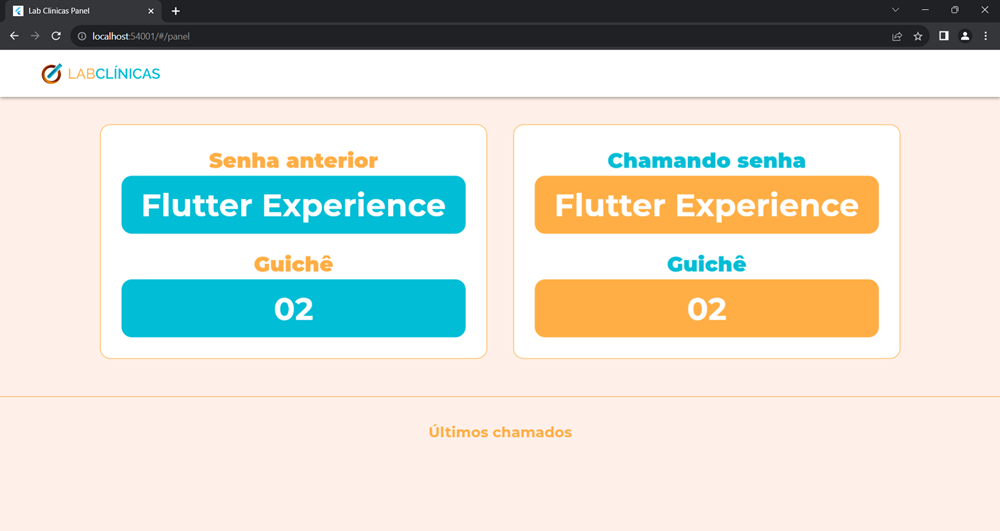 Lab Clinicas Panel
localhost:54001/#/panel
LABCLÍNICAS
Senha anterior
Flutter Experience
Guichê
02
Chamando senha
Flutter Experience
Guichê
02
Últimos chamados